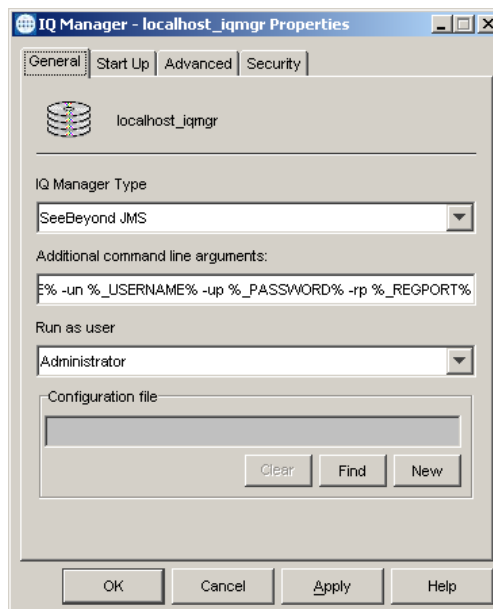 IQ Manager - localhost_iqmgr Properties
General Start Up Advanced Security
localhost_iqmgr
IQ Manager Type
SeeBeyond JMS
Additional command line arguments:
E% -un %_USERNAME% -up %_PASSWORD% -rp %_REGPORT%
Run as user
Administrator
Configuration file
Clear Find New
OK Cancel Apply Help